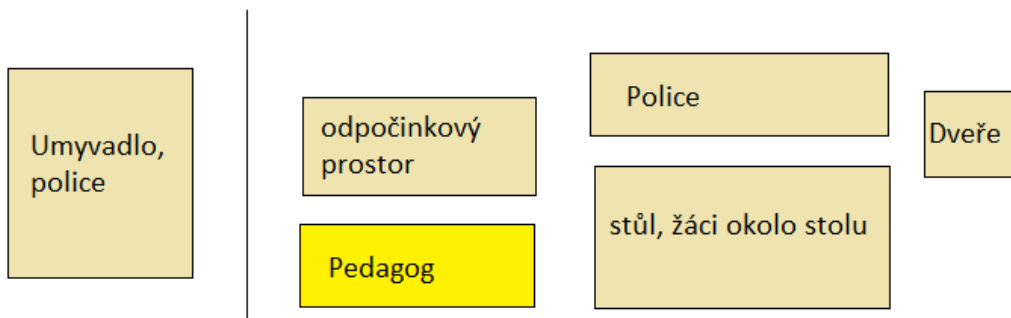 Umyvadlo,
police
odpočinkový
prostor
Pedagog
Police
stůl, žáci okolo stolu
Dveře